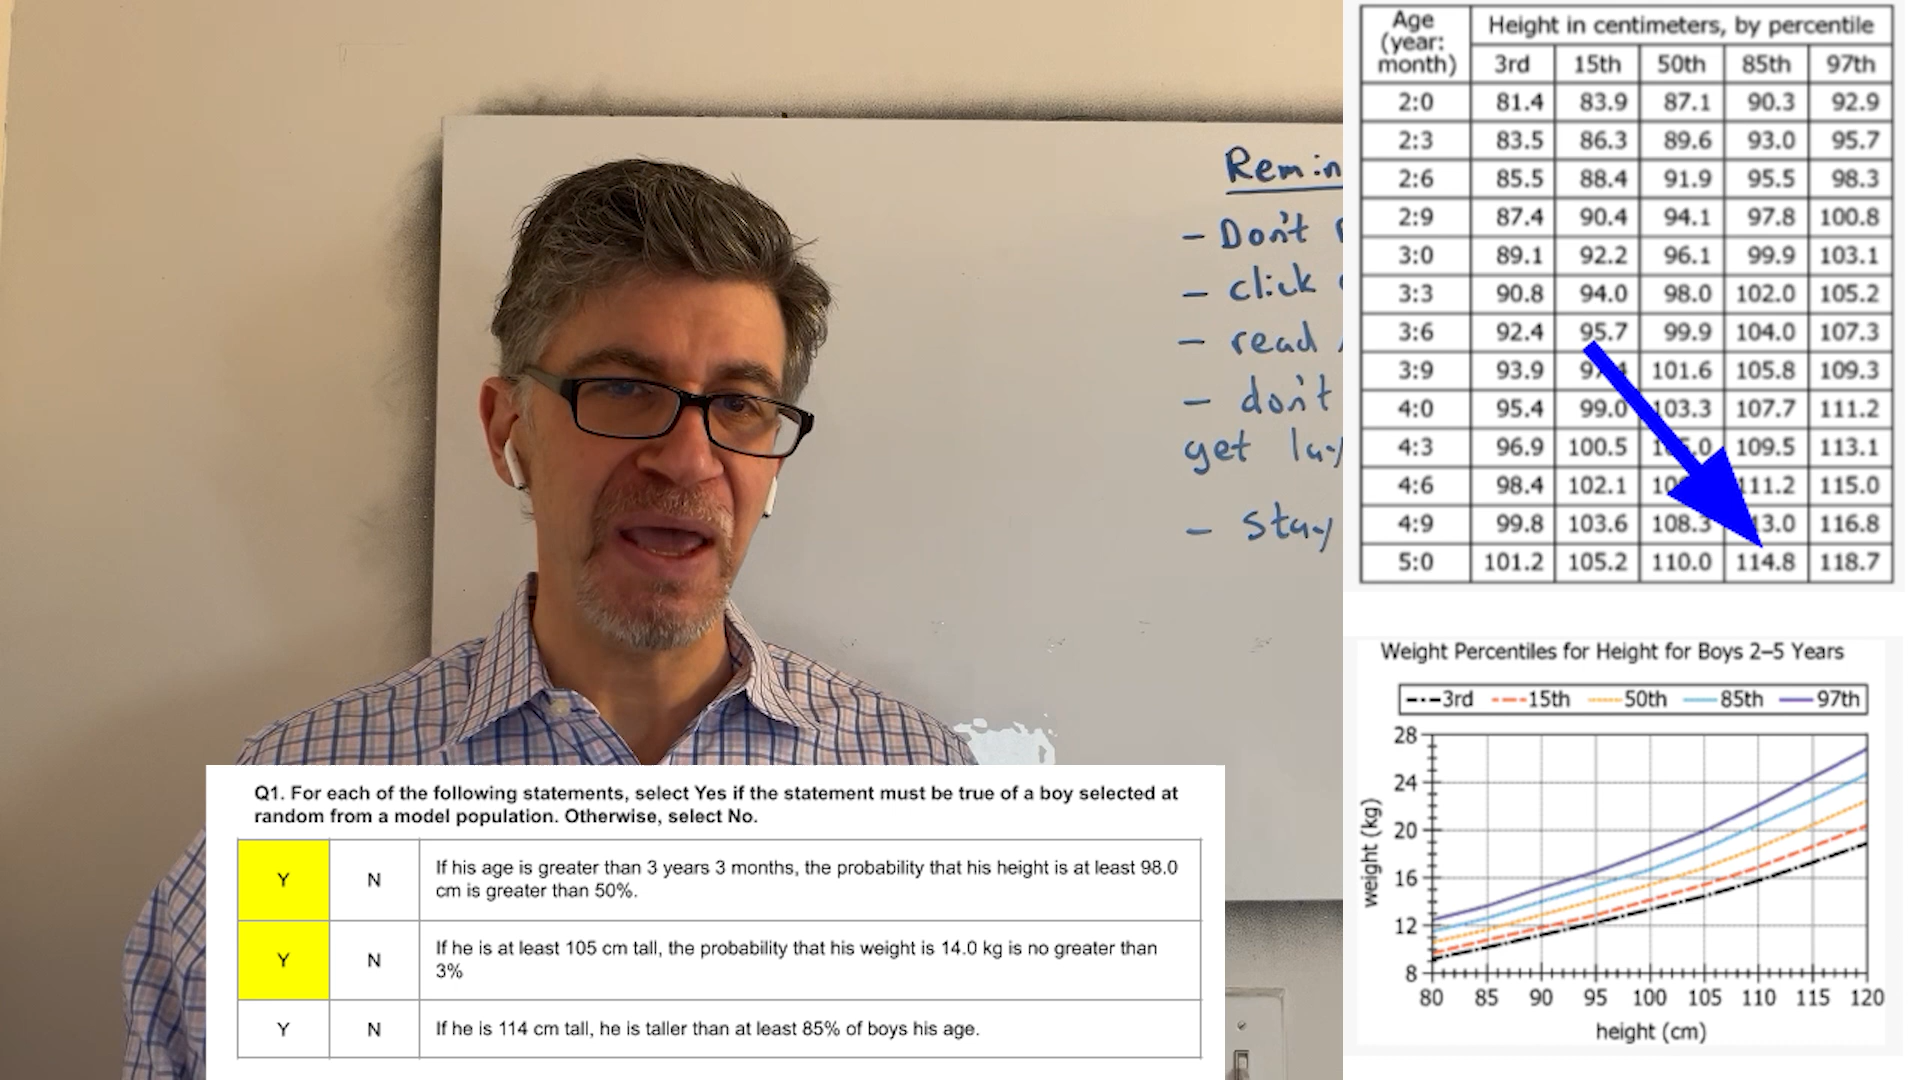 Remin
- Don't
- click
- read
- don't
get lay
- stay
Age
(year:
month)
Height in centimeters, by percentile
3rd 15th 50th 85th 97th
2:0 81.4 83.9 87.1 90.3 92.9
2:3 83.5 86.3 89.6 93.0 95.7
2:6 85.5 88.4 91.9 95.5 98.3
2:9 87.4 90.4 94.1 97.8 100.8
3:0 89.1 92.2 96.1 99.9 103.1
3:3 90.8 94.0 98.0 102.0 105.2
3:6 92.4 95.7 99.9 104.0 107.3
3:9 93.9 101.6 105.8 109.3
4:0 95.4 99.0 103.3 107.7 111.2
4:3 96.9 100.5 109.5 113.1
4:6 98.4 102.1 111.2 115.0
4:9 99.8 103.6 108.3 116.8
5:0 101.2 105.2 110.0 114.8 118.7
Weight Percentiles for Height for Boys 2–5 Years
3rd 15th 50th 85th 97th
28
24
20
16
12
8
weight (kg)
80 85 90 95 100 105 110 115 120
height (cm)
Q1. For each of the following statements, select Yes if the statement must be true of a boy selected at
random from a model population. Otherwise, select No.
Y N If his age is greater than 3 years 3 months, the probability that his height is at least 98.0
cm is greater than 50%.
Y N If he is at least 105 cm tall, the probability that his weight is 14.0 kg is no greater than
3%
Y N If he is 114 cm tall, he is taller than at least 85% of boys his age.